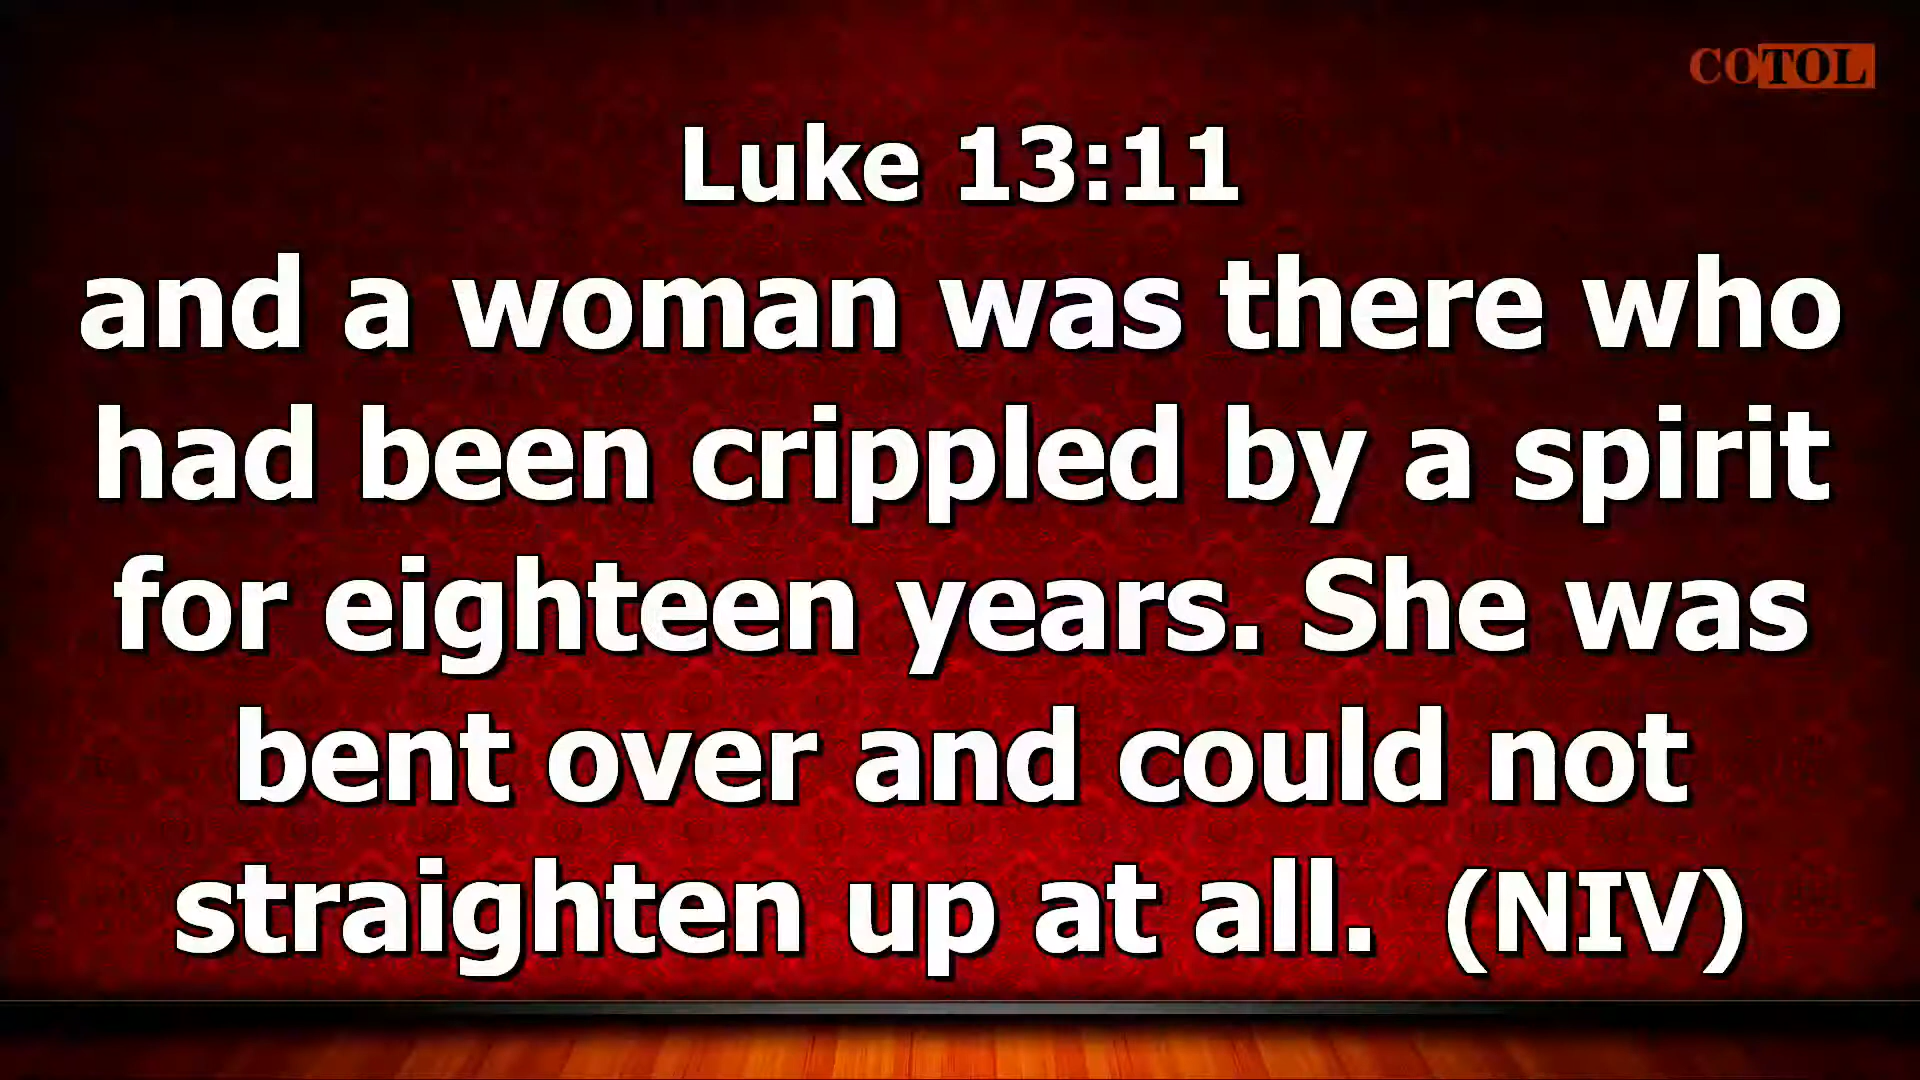 COTOL
Luke 13:11
and a woman was there who
had been crippled by a spirit
for eighteen years. She was
bent over and could not
straighten up at all. (NIV)